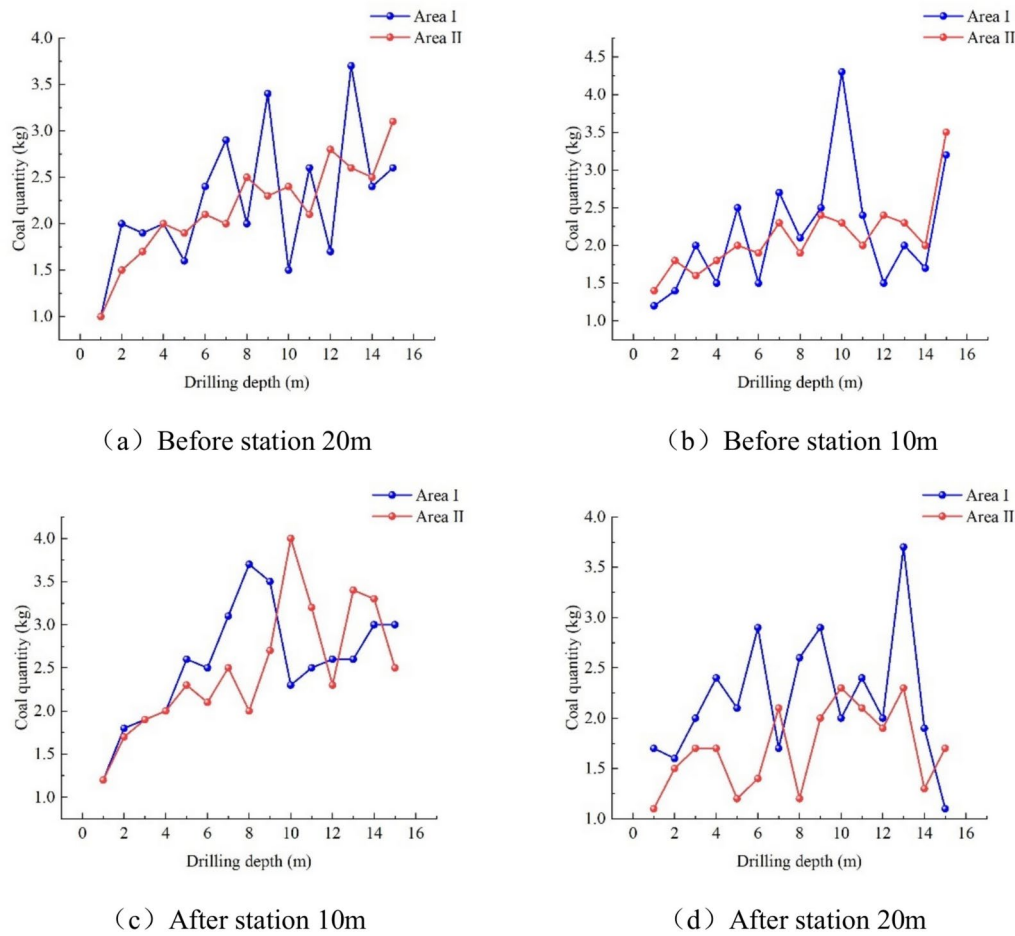 Area I
Area II
4.0
3.5
3.0
2.5
2.0
1.5
1.0
Coal quantity (kg)
0 2 4 6 8 10 12 14 16
Drilling depth (m)
（a）Before station 20m
Area I
Area II
4.5
4.0
3.5
3.0
2.5
2.0
1.5
1.0
Coal quantity (kg)
0 2 4 6 8 10 12 14 16
Drilling depth (m)
（b）Before station 10m
Area I
Area II
4.0
3.5
3.0
2.5
2.0
1.5
1.0
Coal quantity (kg)
0 2 4 6 8 10 12 14 16
Drilling depth (m)
（c）After station 10m
Area I
Area II
4.0
3.5
3.0
2.5
2.0
1.5
1.0
Coal quantity (kg)
0 2 4 6 8 10 12 14 16
Drilling depth (m)
（d）After station 20m